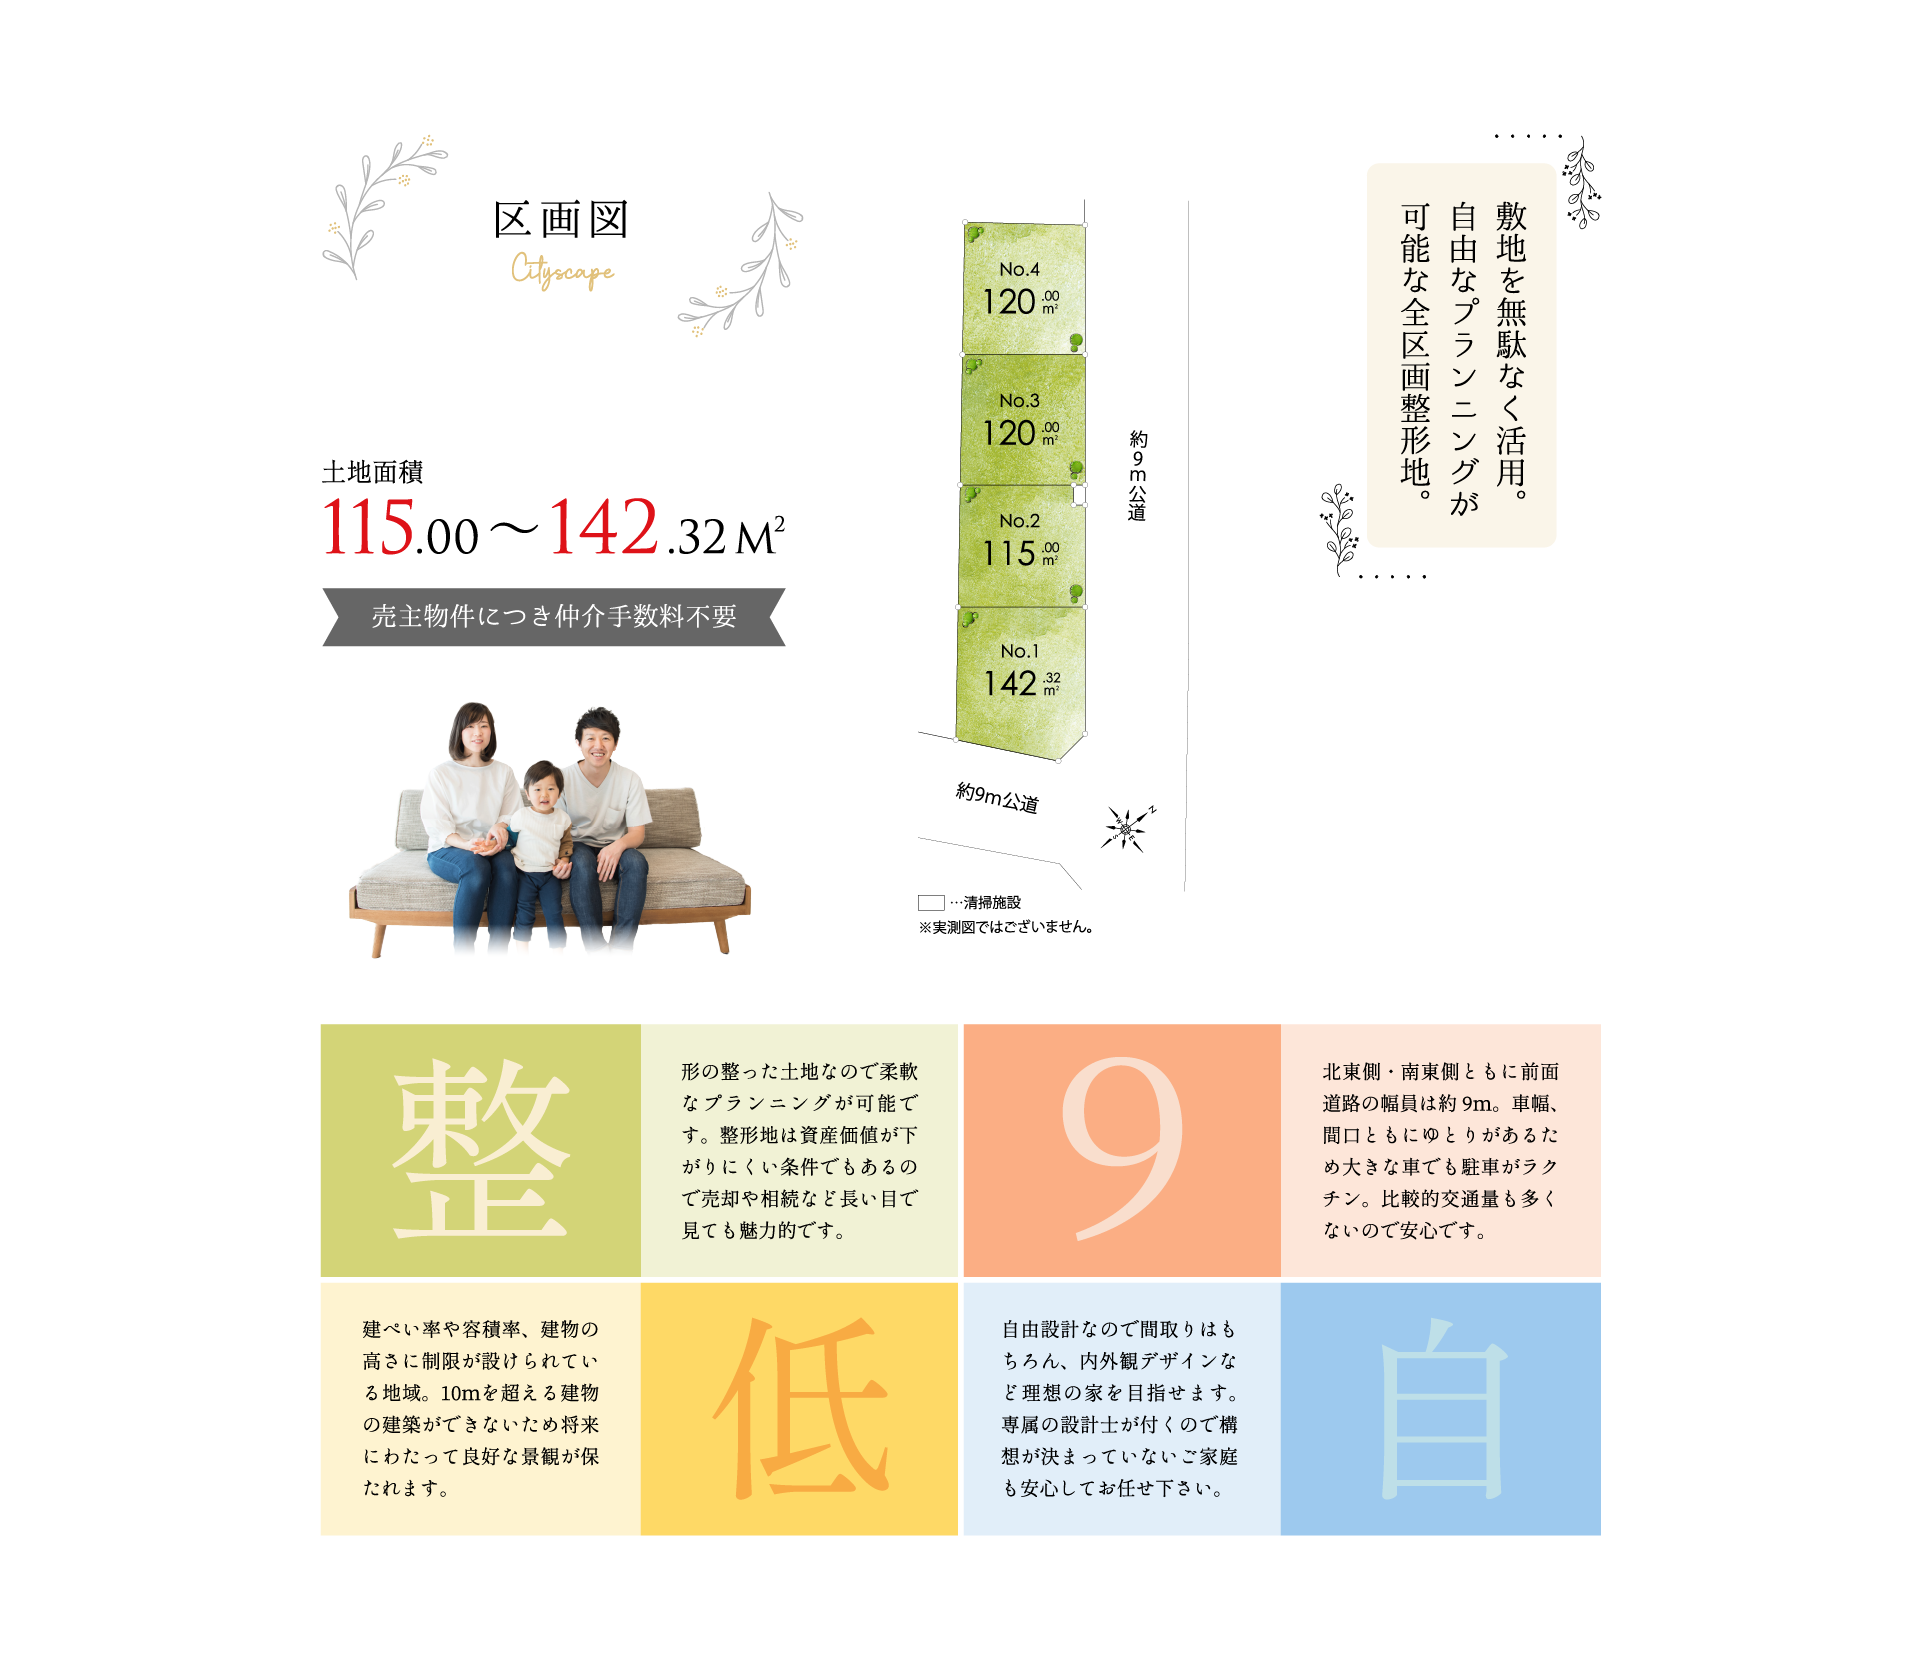 区画図
Cityscape
土地面積
115.00～142.32M²
売主物件につき仲介手数料不要
No.4
120.00m²
No.3
120.00m²
No.2
115.00m²
No.1
142.32m²
約9m公道
約9m公道
N
W
S
E
…清掃施設
※実測図ではございません。
敷地を無駄なく活用。
自由なプランニングが
可能な全区画整形地。
整
形の整った土地なので柔軟
なプランニングが可能で
す。整形地は資産価値が下
がりにくい条件でもあるの
で売却や相続など長い目で
見ても魅力的です。
9
北東側・南東側ともに前面
道路の幅員は約9m。車幅、
間口ともにゆとりがあるた
め大きな車でも駐車がラク
チン。比較的交通量も多く
ないので安心です。
建ぺい率や容積率、建物の
高さに制限が設けられてい
る地域。10mを超える建物
の建築ができないため将来
にわたって良好な景観が保
たれます。
低
自由設計なので間取りはも
ちろん、内外観デザインな
ど理想の家を目指せます。
専属の設計士が付くので構
想が決まっていないご家庭
も安心してお任せ下さい。
自